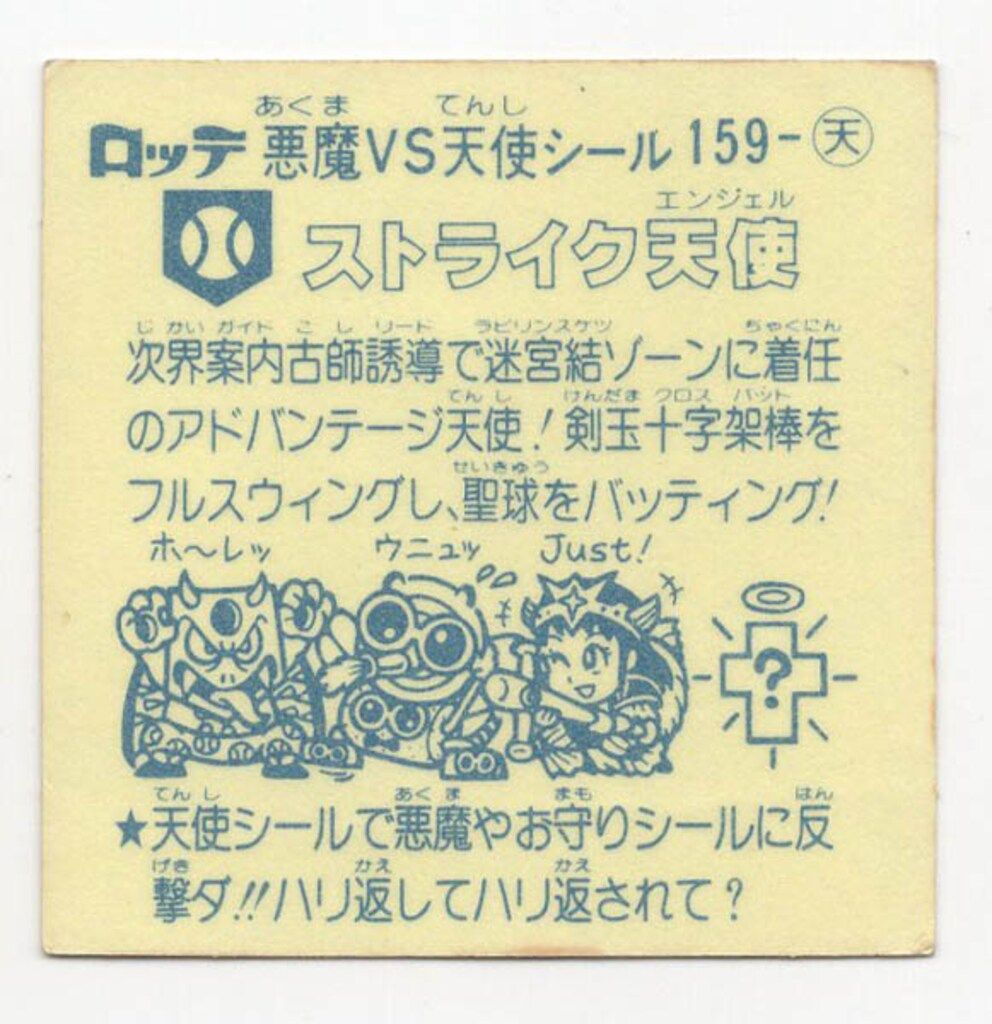 あくま てんし
ロッテ 悪魔VS天使シール 159-天
エンジェル
ストライク天使
じかい ガイド こ し リード ラビリンスケツ ちゃくにん
次界案内古師誘導で迷宮結ゾーンに着任
てんし けんだま クロス バット
のアドバンテージ天使!剣玉十字架棒を
せいきゅう
フルスウィングし、聖球をバッティング!
ホ〜レッ ウニュッ Just!
?
てんし あくま まも はん
★天使シールで悪魔やお守りシールに反
げき かえ かえ
撃ダ!!ハリ返してハリ返されて?